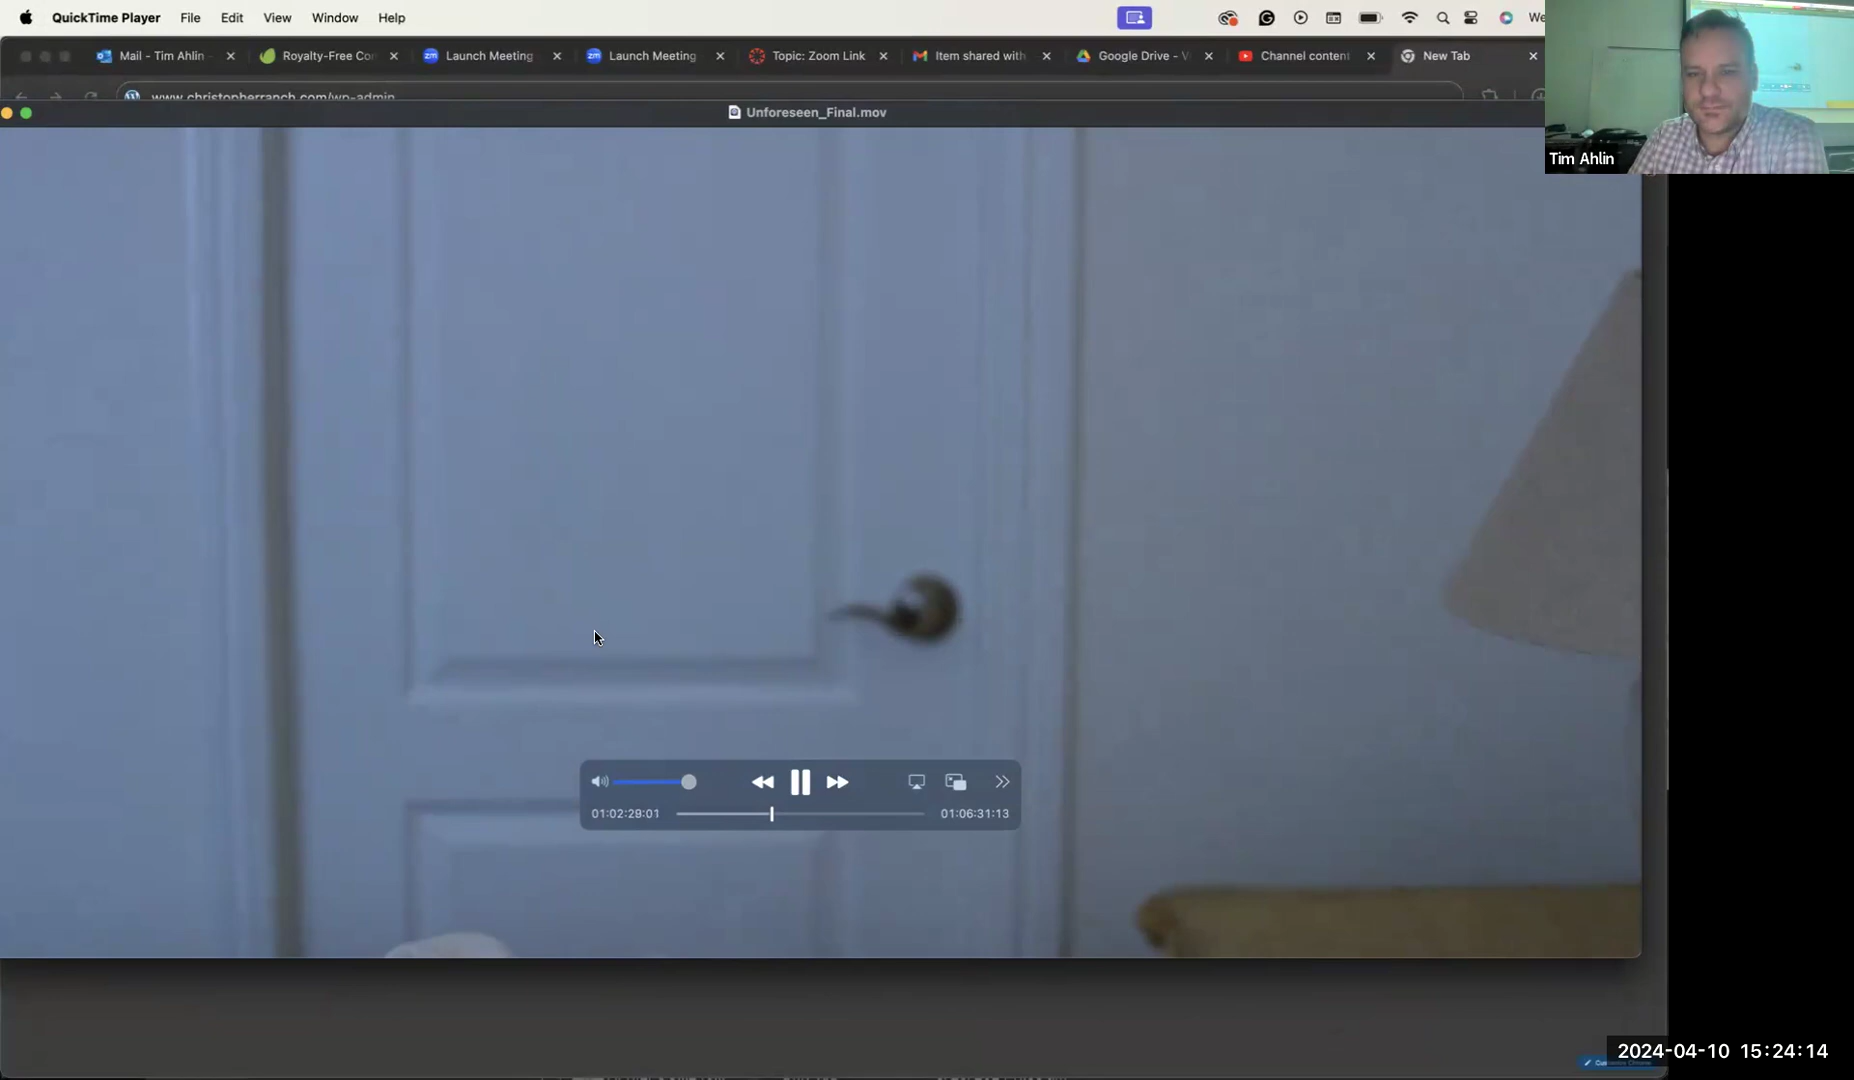 QuickTime Player File Edit View Window Help We
Mail - Tim Ahlin Royalty-Free Co Launch Meeting Launch Meeting Topic: Zoom Link Item shared with Google Drive - V Channel content New Tab
www.christopherranch.com/wp-admin
Unforeseen_Final.mov
Tim Ahlin
01:02:28:01 01:06:31:13
2024-04-10 15:24:14